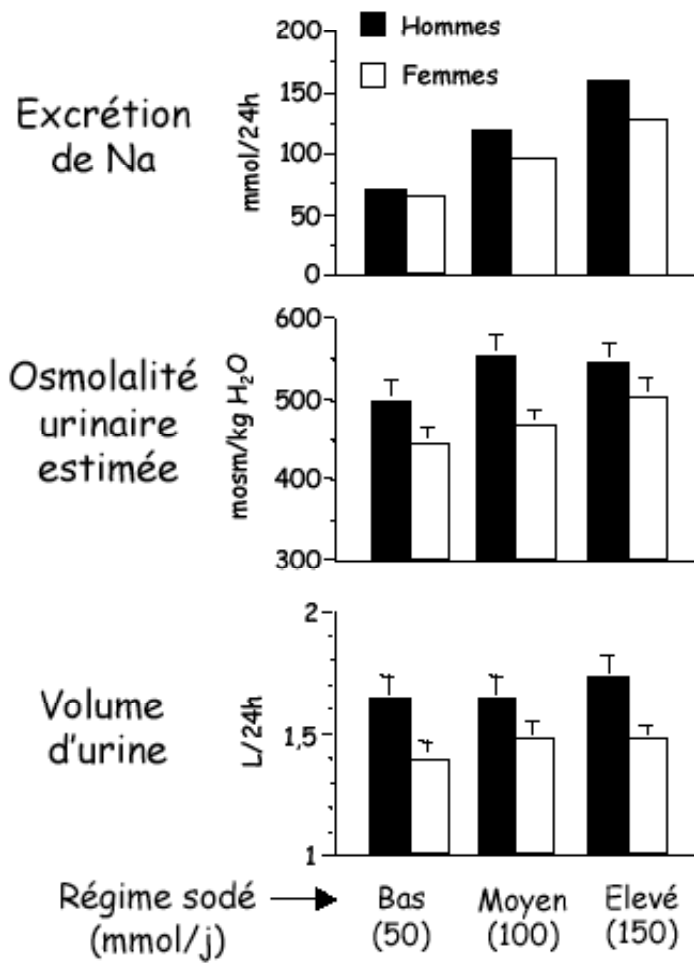 Hommes
Femmes
Excrétion
de Na
mmol/24h
200
150
100
50
0
Osmolalité
urinaire
estimée
mosm/kg H₂O
600
500
400
300
Volume
d'urine
L/24h
2
1,5
1
Régime sodé
(mmol/j)
Bas
(50)
Moyen
(100)
Elevé
(150)